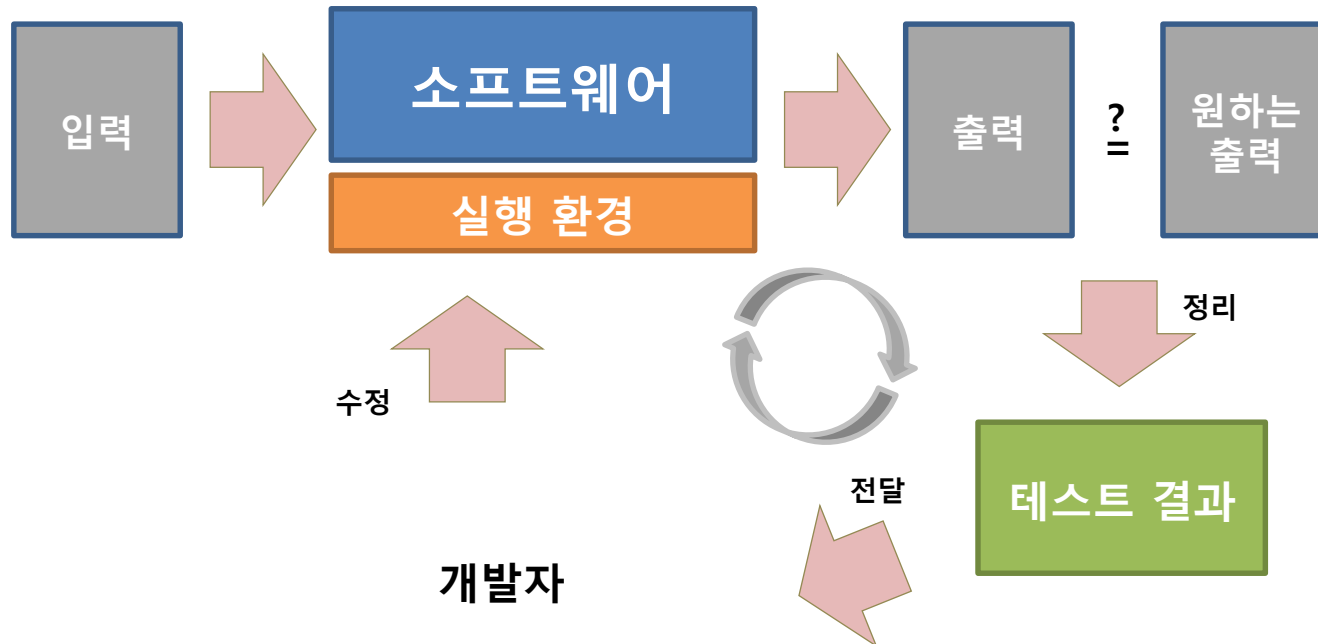 입력
소프트웨어
실행 환경
출력
?
=
원하는
출력
정리
수정
전달
테스트 결과
개발자